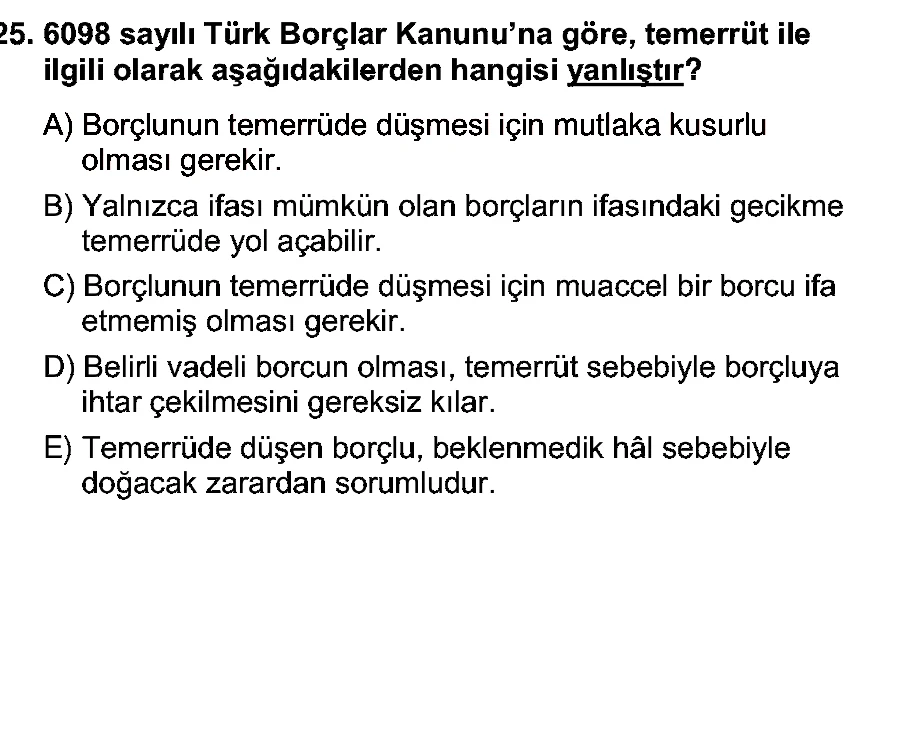 25. 6098 sayılı Türk Borçlar Kanunu’na göre, temerrüt ile
ilgili olarak aşağıdakilerden hangisi yanlıştır?
A) Borçlunun temerrüde düşmesi için mutlaka kusurlu
olması gerekir.
B) Yalnızca ifası mümkün olan borçların ifasındaki gecikme
temerrüde yol açabilir.
C) Borçlunun temerrüde düşmesi için muaccel bir borcu ifa
etmemiş olması gerekir.
D) Belirli vadeli borcun olması, temerrüt sebebiyle borçluya
ihtar çekilmesini gereksiz kılar.
E) Temerrüde düşen borçlu, beklenmedik hâl sebebiyle
doğacak zarardan sorumludur.